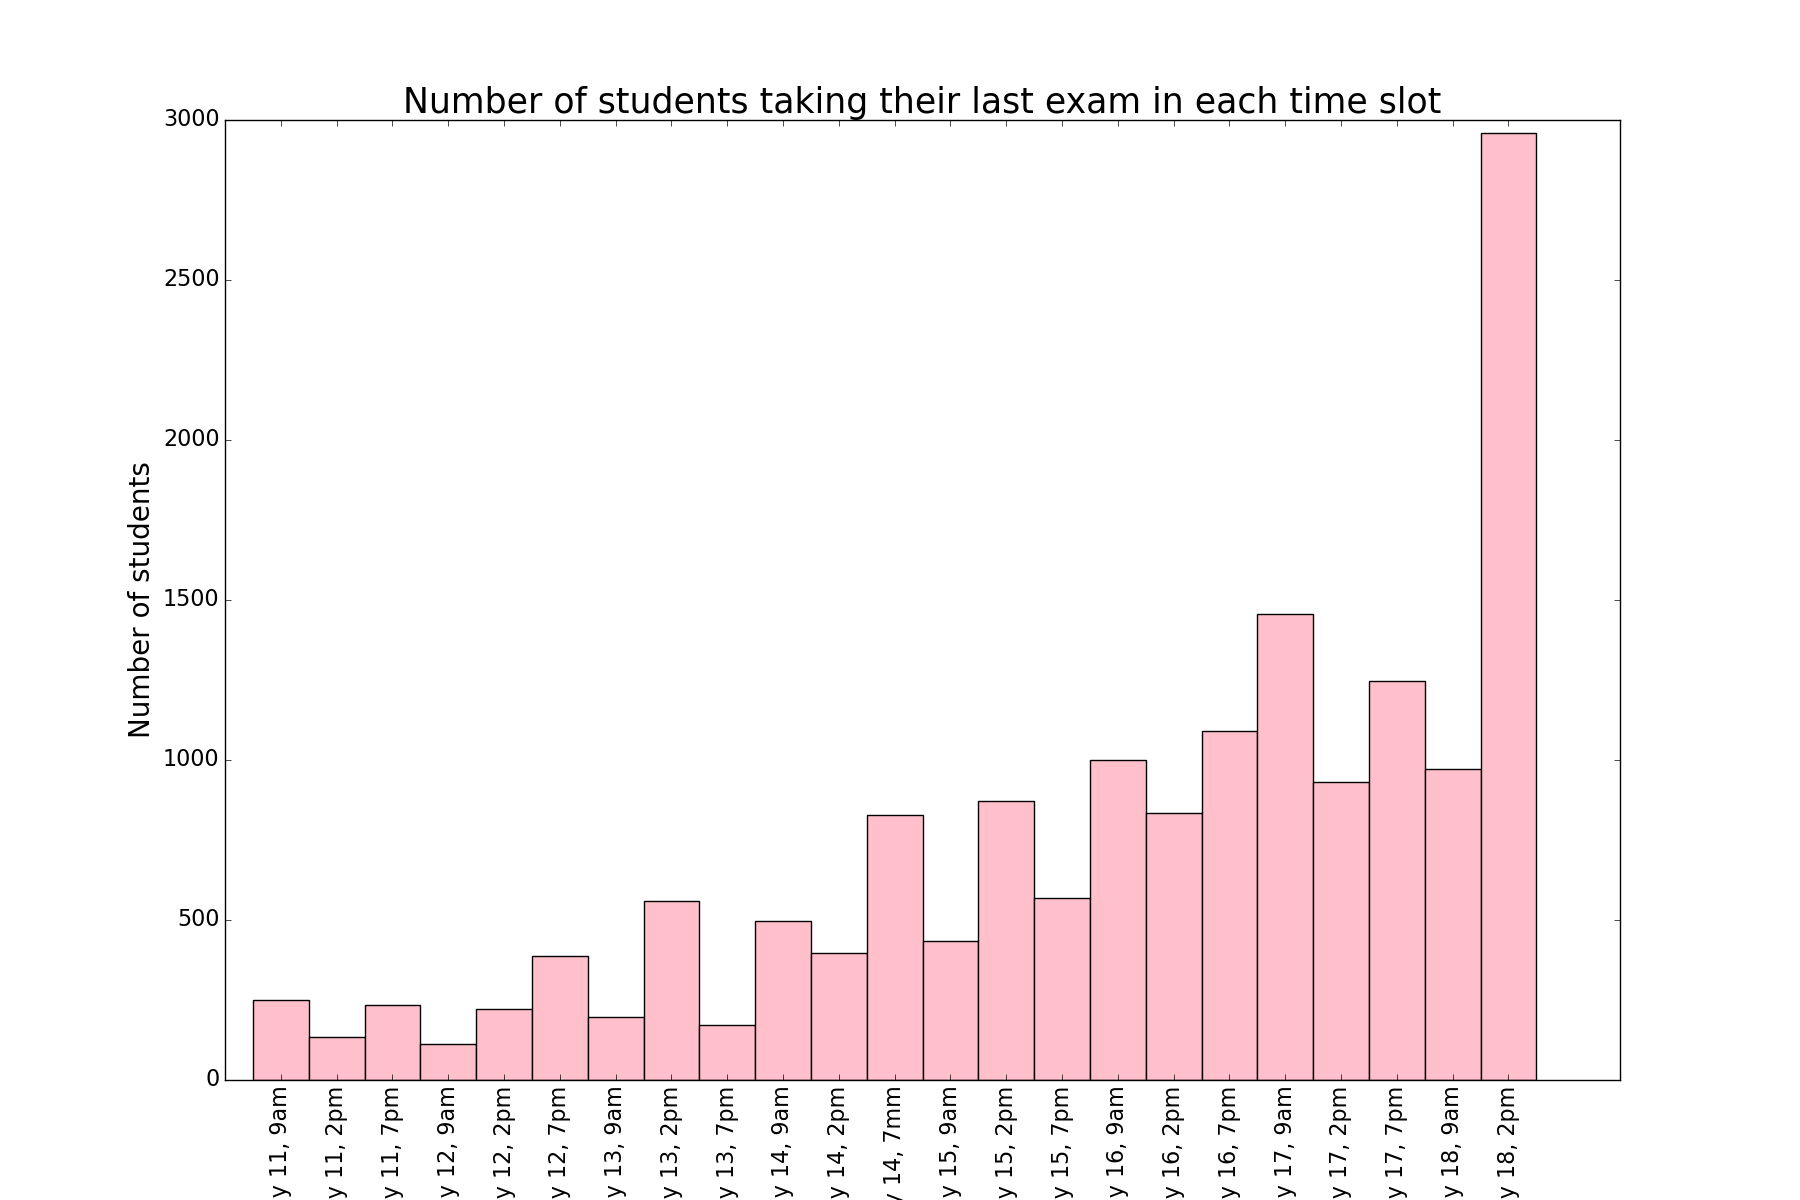 Number of students taking their last exam in each time slot
Number of students
3000
2500
2000
1500
1000
500
0
y 11, 9am
y 11, 2pm
y 11, 7pm
y 12, 9am
y 12, 2pm
y 12, 7pm
y 13, 9am
y 13, 2pm
y 13, 7pm
y 14, 9am
y 14, 2pm
y 14, 7mm
y 15, 9am
y 15, 2pm
y 15, 7pm
y 16, 9am
y 16, 2pm
y 16, 7pm
y 17, 9am
y 17, 2pm
y 17, 7pm
y 18, 9am
y 18, 2pm